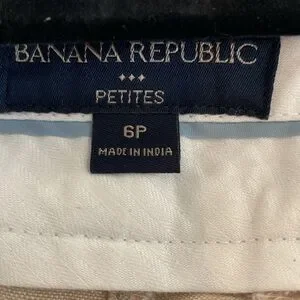 BANANA REPUBLIC
PETITES
6P
MADE IN INDIA